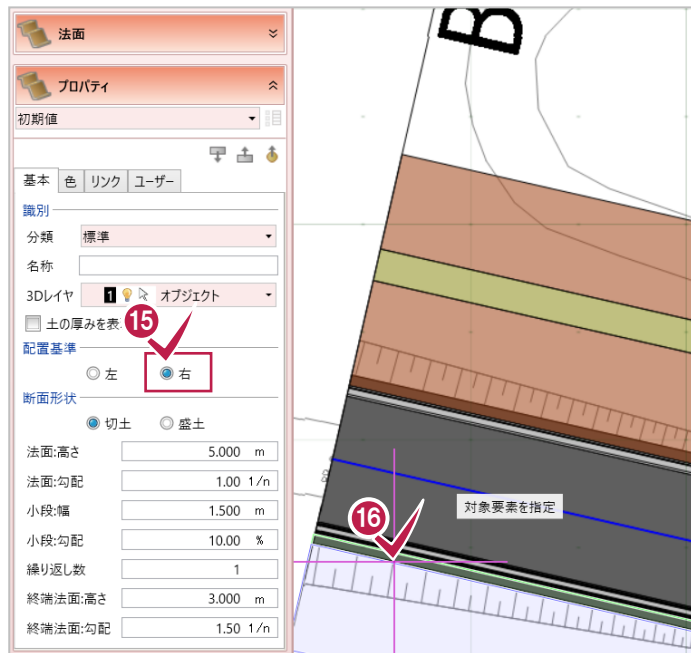 法面
プロパティ
初期値
基本 色 リンク ユーザー
識別
分類 標準
名称
3Dレイヤ 1 オブジェクト
土の厚みを表
15
配置基準
左 右
断面形状
切土 盛土
法面:高さ 5.000 m
法面:勾配 1.00 1/n
小段:幅 1.500 m
小段:勾配 10.00 %
繰り返し数 1
終端法面:高さ 3.000 m
終端法面:勾配 1.50 1/n
B
対象要素を指定
16